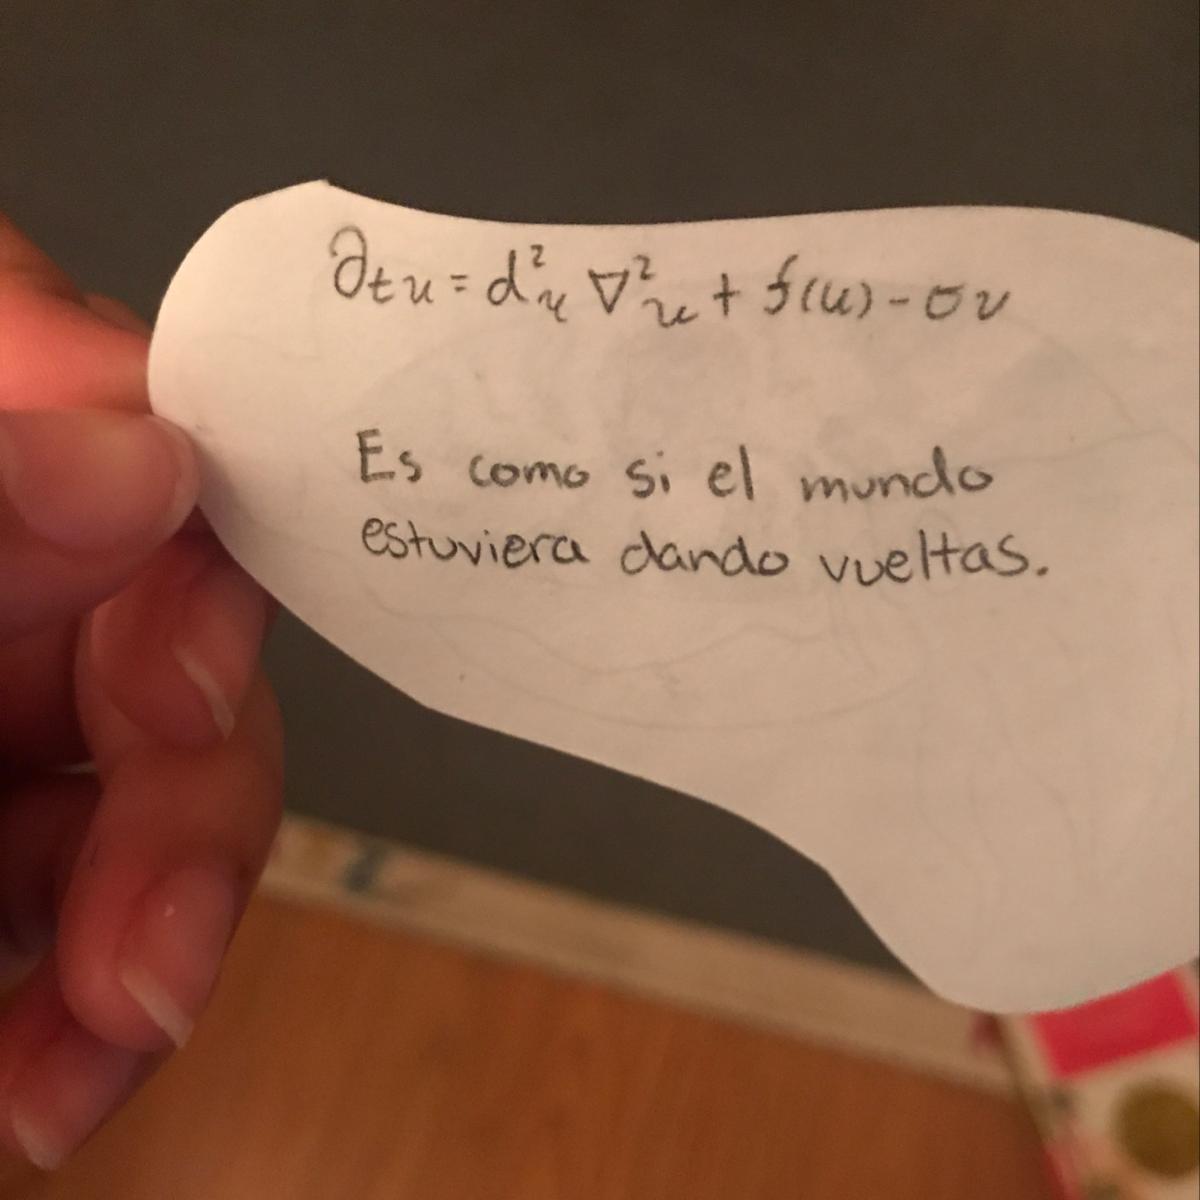 ∂tu = d²u ∇²u + f(u) - σv
Es como si el mundo
estuviera dando vueltas.